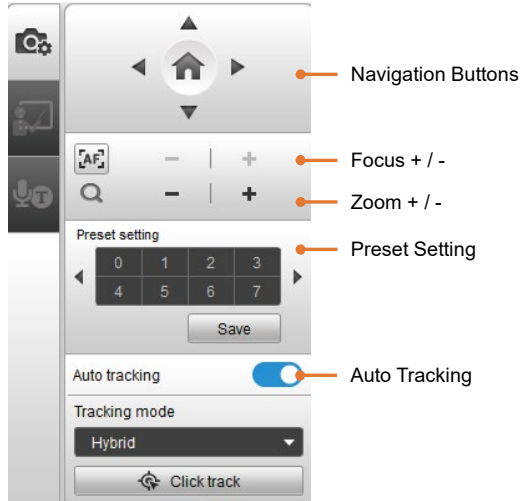 Navigation Buttons
[AF]
− | +
Focus + / -
− | +
Zoom + / -
Preset setting
Preset Setting
0 1 2 3
4 5 6 7
Save
Auto tracking
Auto Tracking
Tracking mode
Hybrid
Click track
T